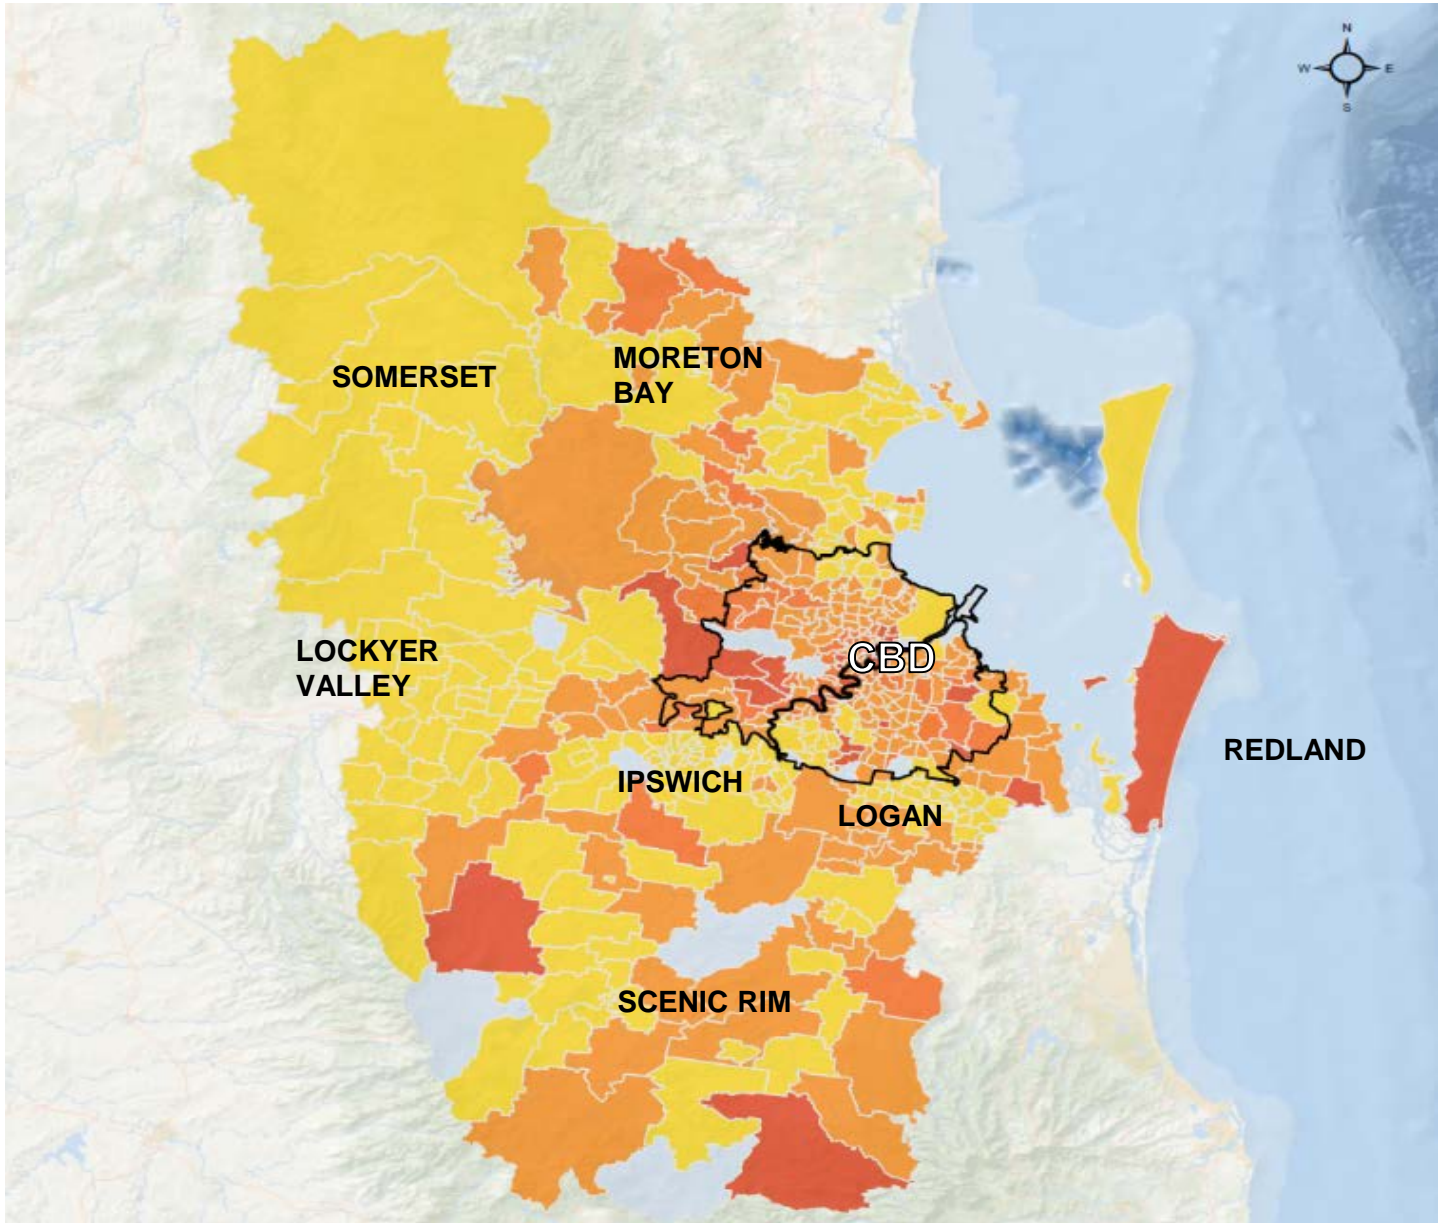 N
W E
S
SOMERSET
MORETON
BAY
CBD
LOCKYER
VALLEY
REDLAND
IPSWICH
LOGAN
SCENIC RIM